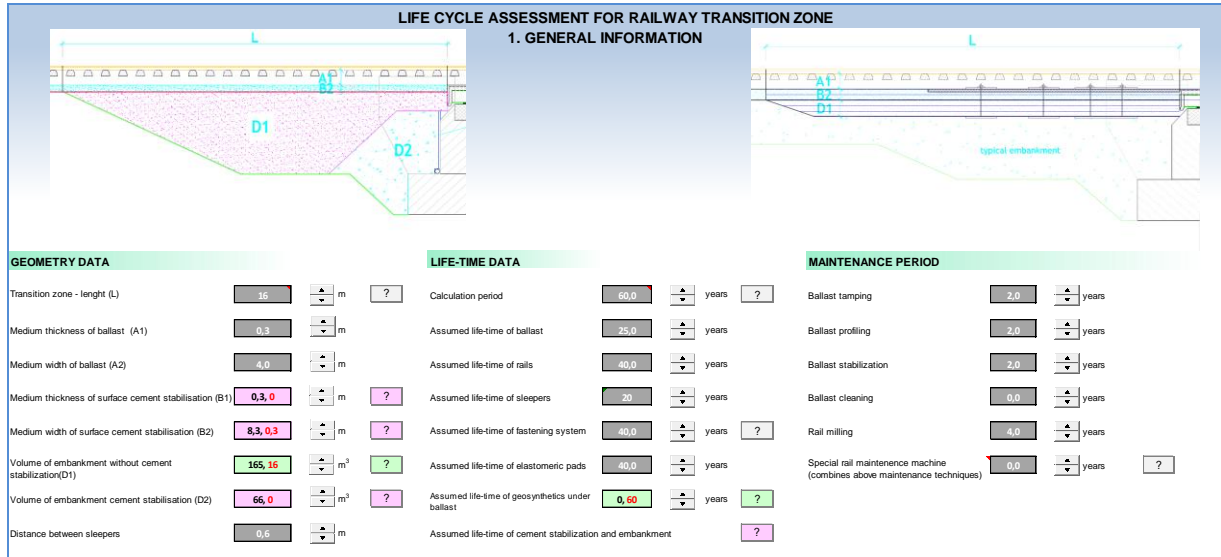 LIFE CYCLE ASSESSMENT FOR RAILWAY TRANSITION ZONE
1. GENERAL INFORMATION
L
A1
B2
D1
D2
L
A1
B2
D1
typical embankment
GEOMETRY DATA
Transition zone - lenght (L) 16 m ?
Medium thickness of ballast (A1) 0,3 m
Medium width of ballast (A2) 4,0 m
Medium thickness of surface cement stabilisation (B1) 0,3, 0 m ?
Medium width of surface cement stabilisation (B2) 8,3, 0,3 m ?
Volume of embankment without cement
stabilization(D1) 165, 16 m³ ?
Volume of embankment cement stabilisation (D2) 66, 0 m³ ?
Distance between sleepers 0,6 m
LIFE-TIME DATA
Calculation period 60,0 years ?
Assumed life-time of ballast 25,0 years
Assumed life-time of rails 40,0 years
Assumed life-time of sleepers 20 years
Assumed life-time of fastening system 40,0 years ?
Assumed life-time of elastomeric pads 40,0 years
Assumed life-time of geosynthetics under
ballast 0, 60 years ?
Assumed life-time of cement stabilization and embankment ?
MAINTENANCE PERIOD
Ballast tamping 2,0 years
Ballast profiling 2,0 years
Ballast stabilization 2,0 years
Ballast cleaning 0,0 years
Rail milling 4,0 years
Special rail maintenence machine
(combines above maintenance techniques) 0,0 years ?